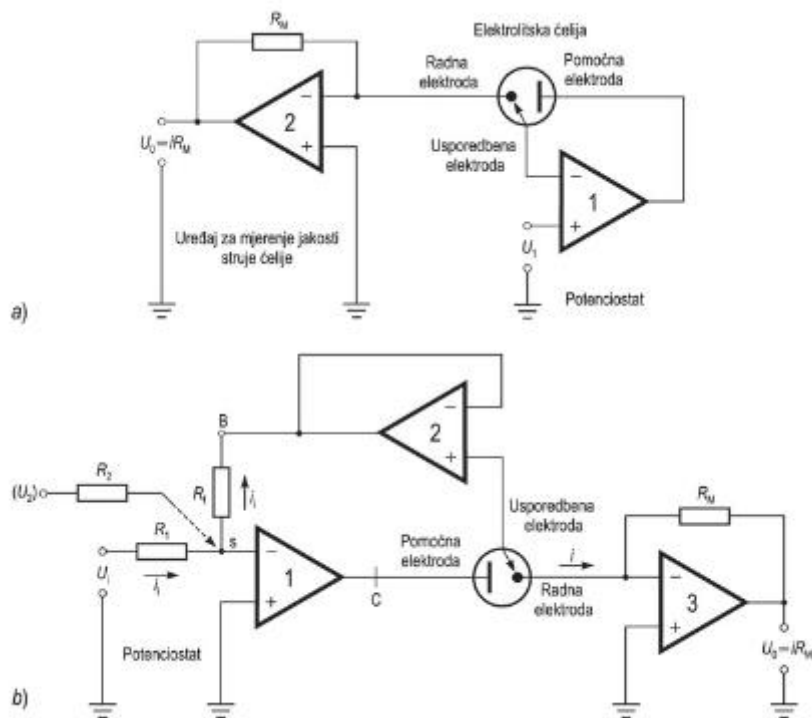 R_M
Elektrolitska ćelija
Radna
elektroda
Pomoćna
elektroda
−
2
+
U_0=iR_M
Usporedbena
elektroda
−
1
+
U_1
Uređaj za mjerenje jakosti
struje ćelije
Potenciostat
a)
B
−
2
+
R_2
(U_2)
R_f
i_i
Usporedbena
elektroda
R_M
R_1
s
−
1
+
Pomoćna
elektroda
i
U_i
i_i
C
Radna
elektroda
−
3
+
Potenciostat
U_0=iR_M
b)